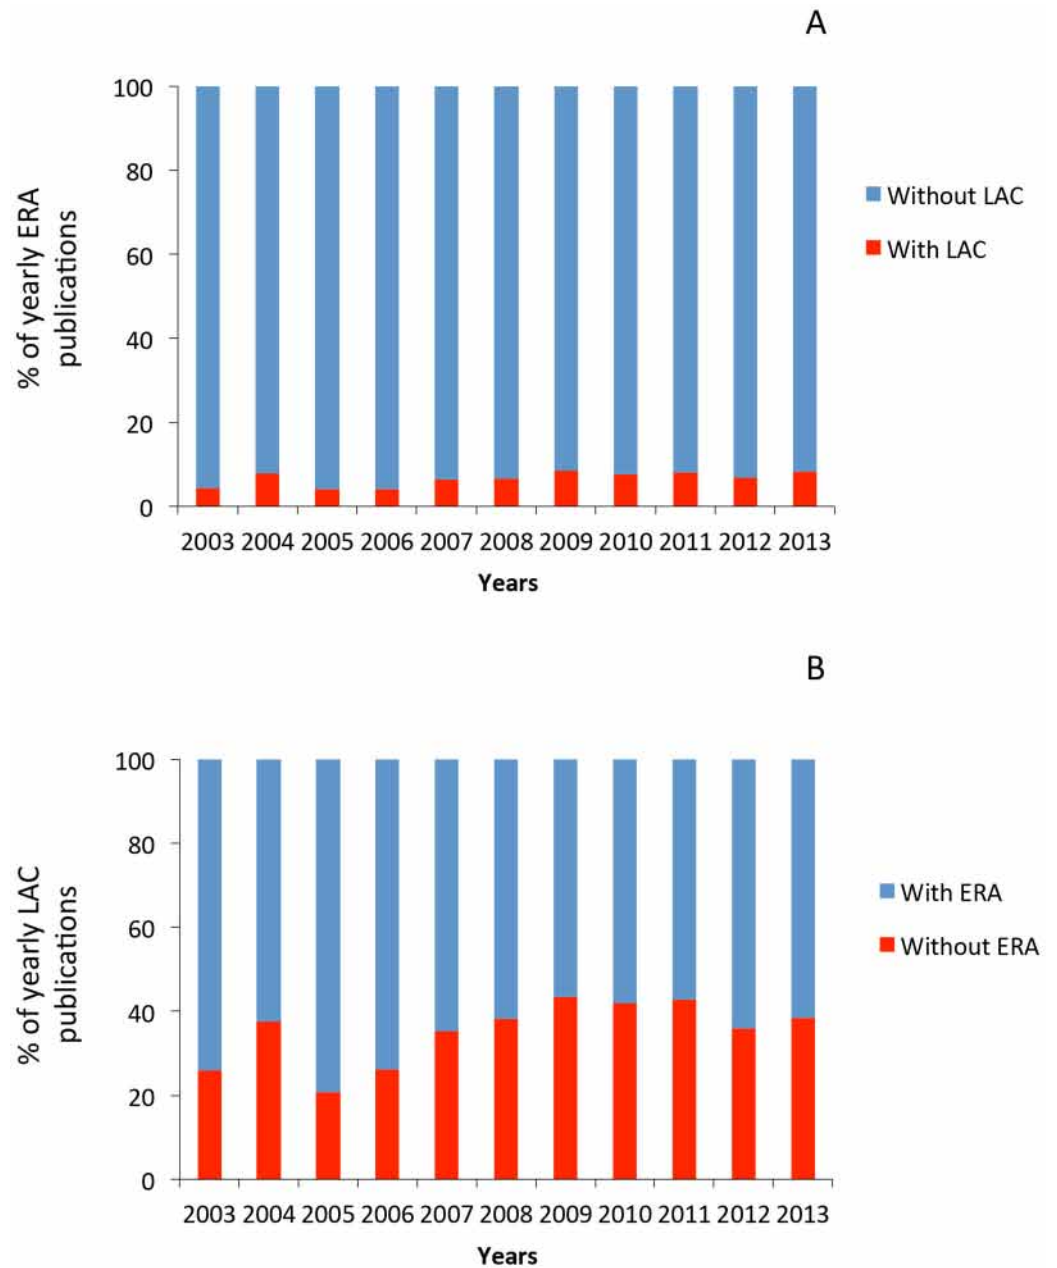 A
% of yearly ERA
publications
100
80
60
40
20
0
2003 2004 2005 2006 2007 2008 2009 2010 2011 2012 2013
Years
Without LAC
With LAC
B
% of yearly LAC
publications
100
80
60
40
20
0
2003 2004 2005 2006 2007 2008 2009 2010 2011 2012 2013
Years
With ERA
Without ERA